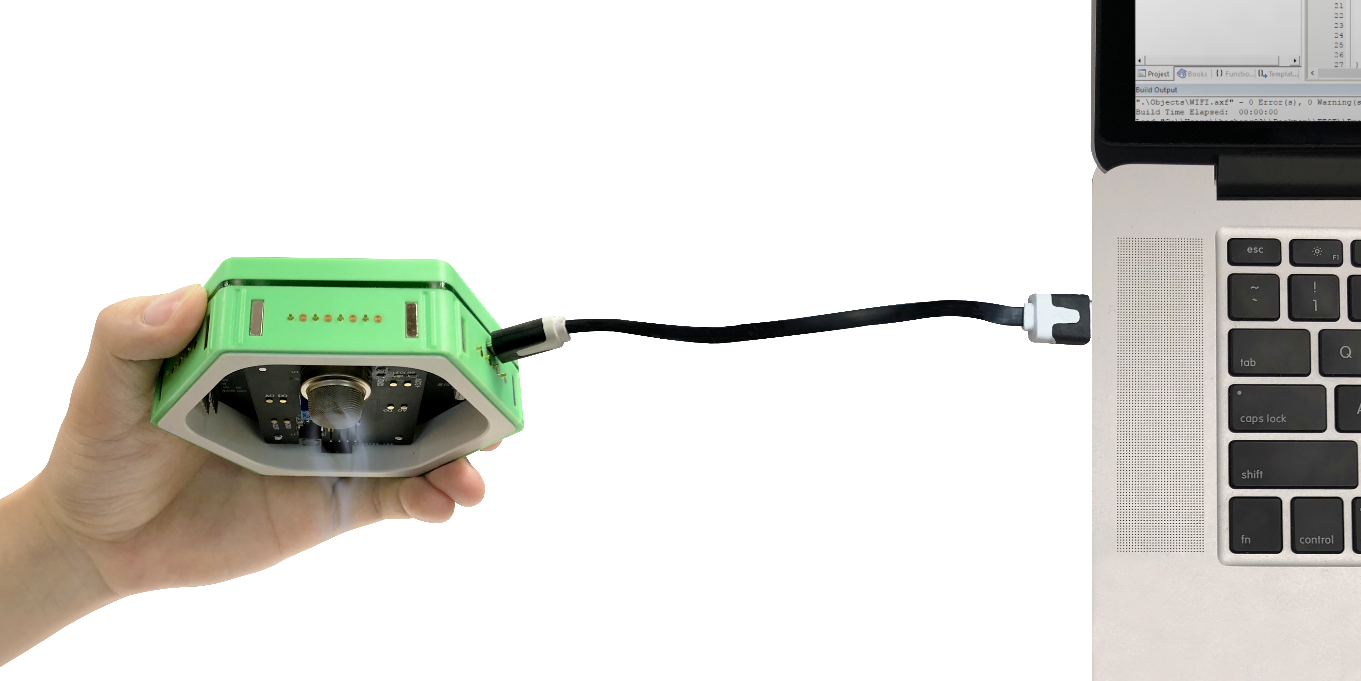 21
22
23
24
25
26
27
Project Books {} Functio... Templat...
Build Output
".\Objects\WIFI.axf" - 0 Error(s), 0 Warning(s
Build Time Elapsed: 00:00:00
esc
F1
~
`
!
1
tab
Q
caps lock
A
shift
fn
control